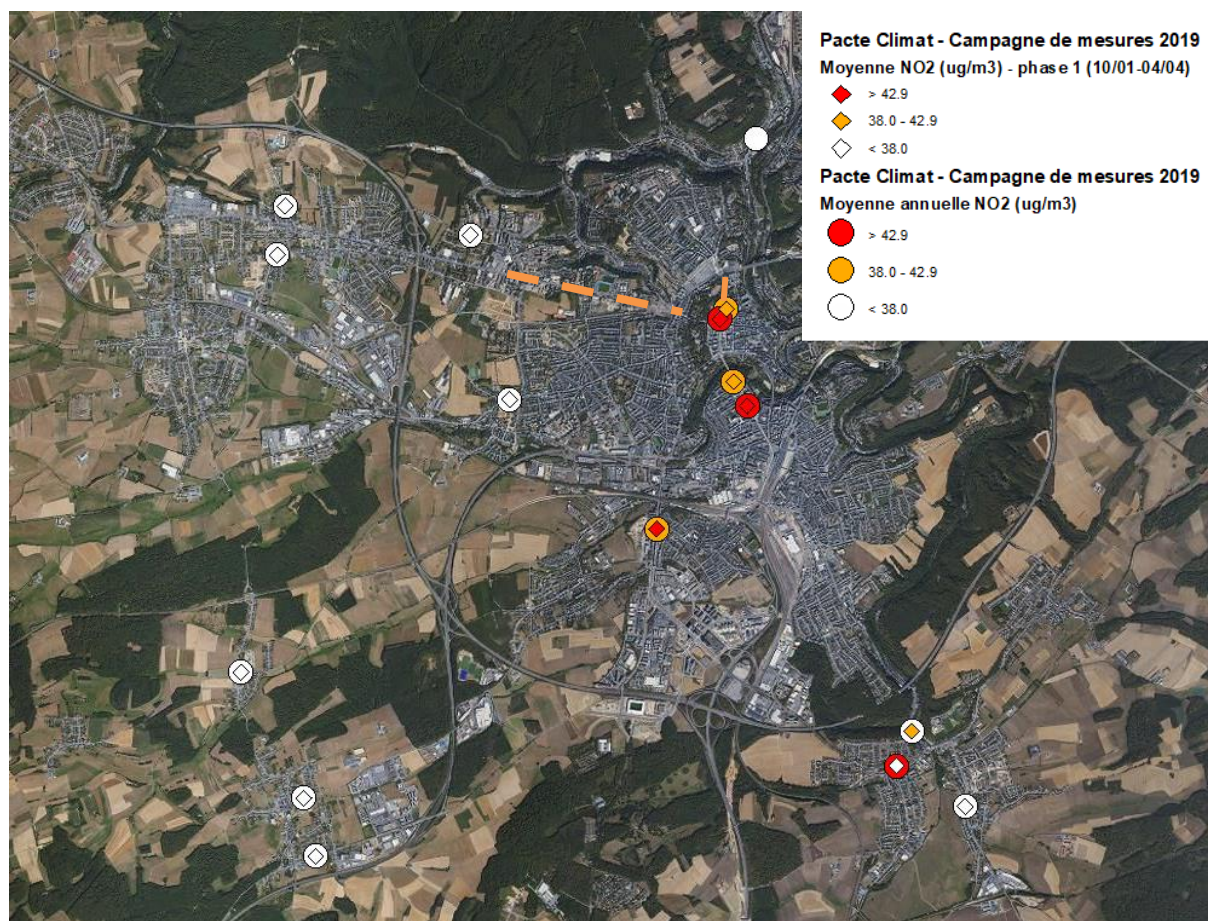 Pacte Climat - Campagne de mesures 2019
Moyenne NO2 (ug/m3) - phase 1 (10/01-04/04)
> 42.9
38.0 - 42.9
< 38.0
Pacte Climat - Campagne de mesures 2019
Moyenne annuelle NO2 (ug/m3)
> 42.9
38.0 - 42.9
< 38.0